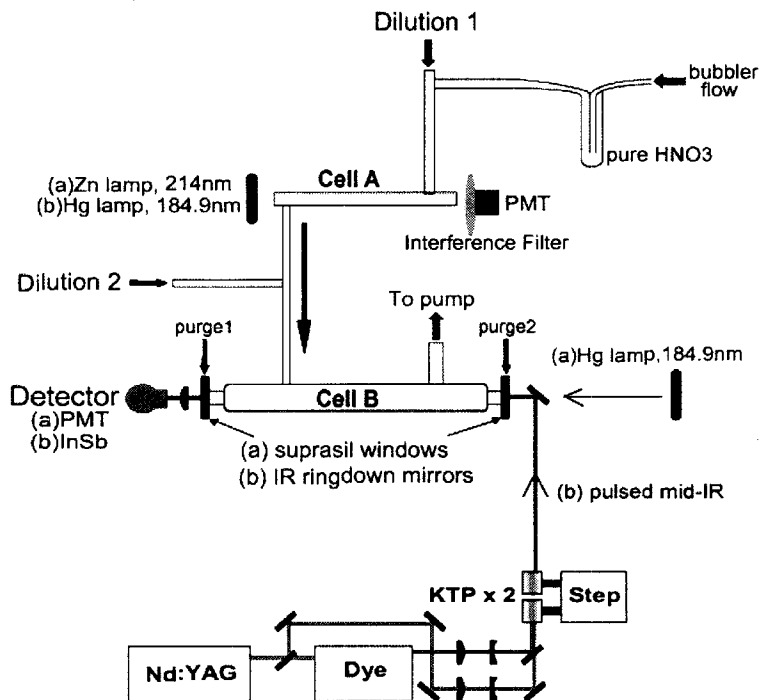 Dilution 1
bubbler
flow
pure HNO3
Cell A
(a)Zn lamp, 214nm
(b)Hg lamp, 184.9nm
PMT
Interference Filter
Dilution 2
To pump
purge1
purge2
(a)Hg lamp,184.9nm
Detector
(a)PMT
(b)InSb
Cell B
(a) suprasil windows
(b) IR ringdown mirrors
(b) pulsed mid-IR
KTP x 2
Step
Nd:YAG
Dye